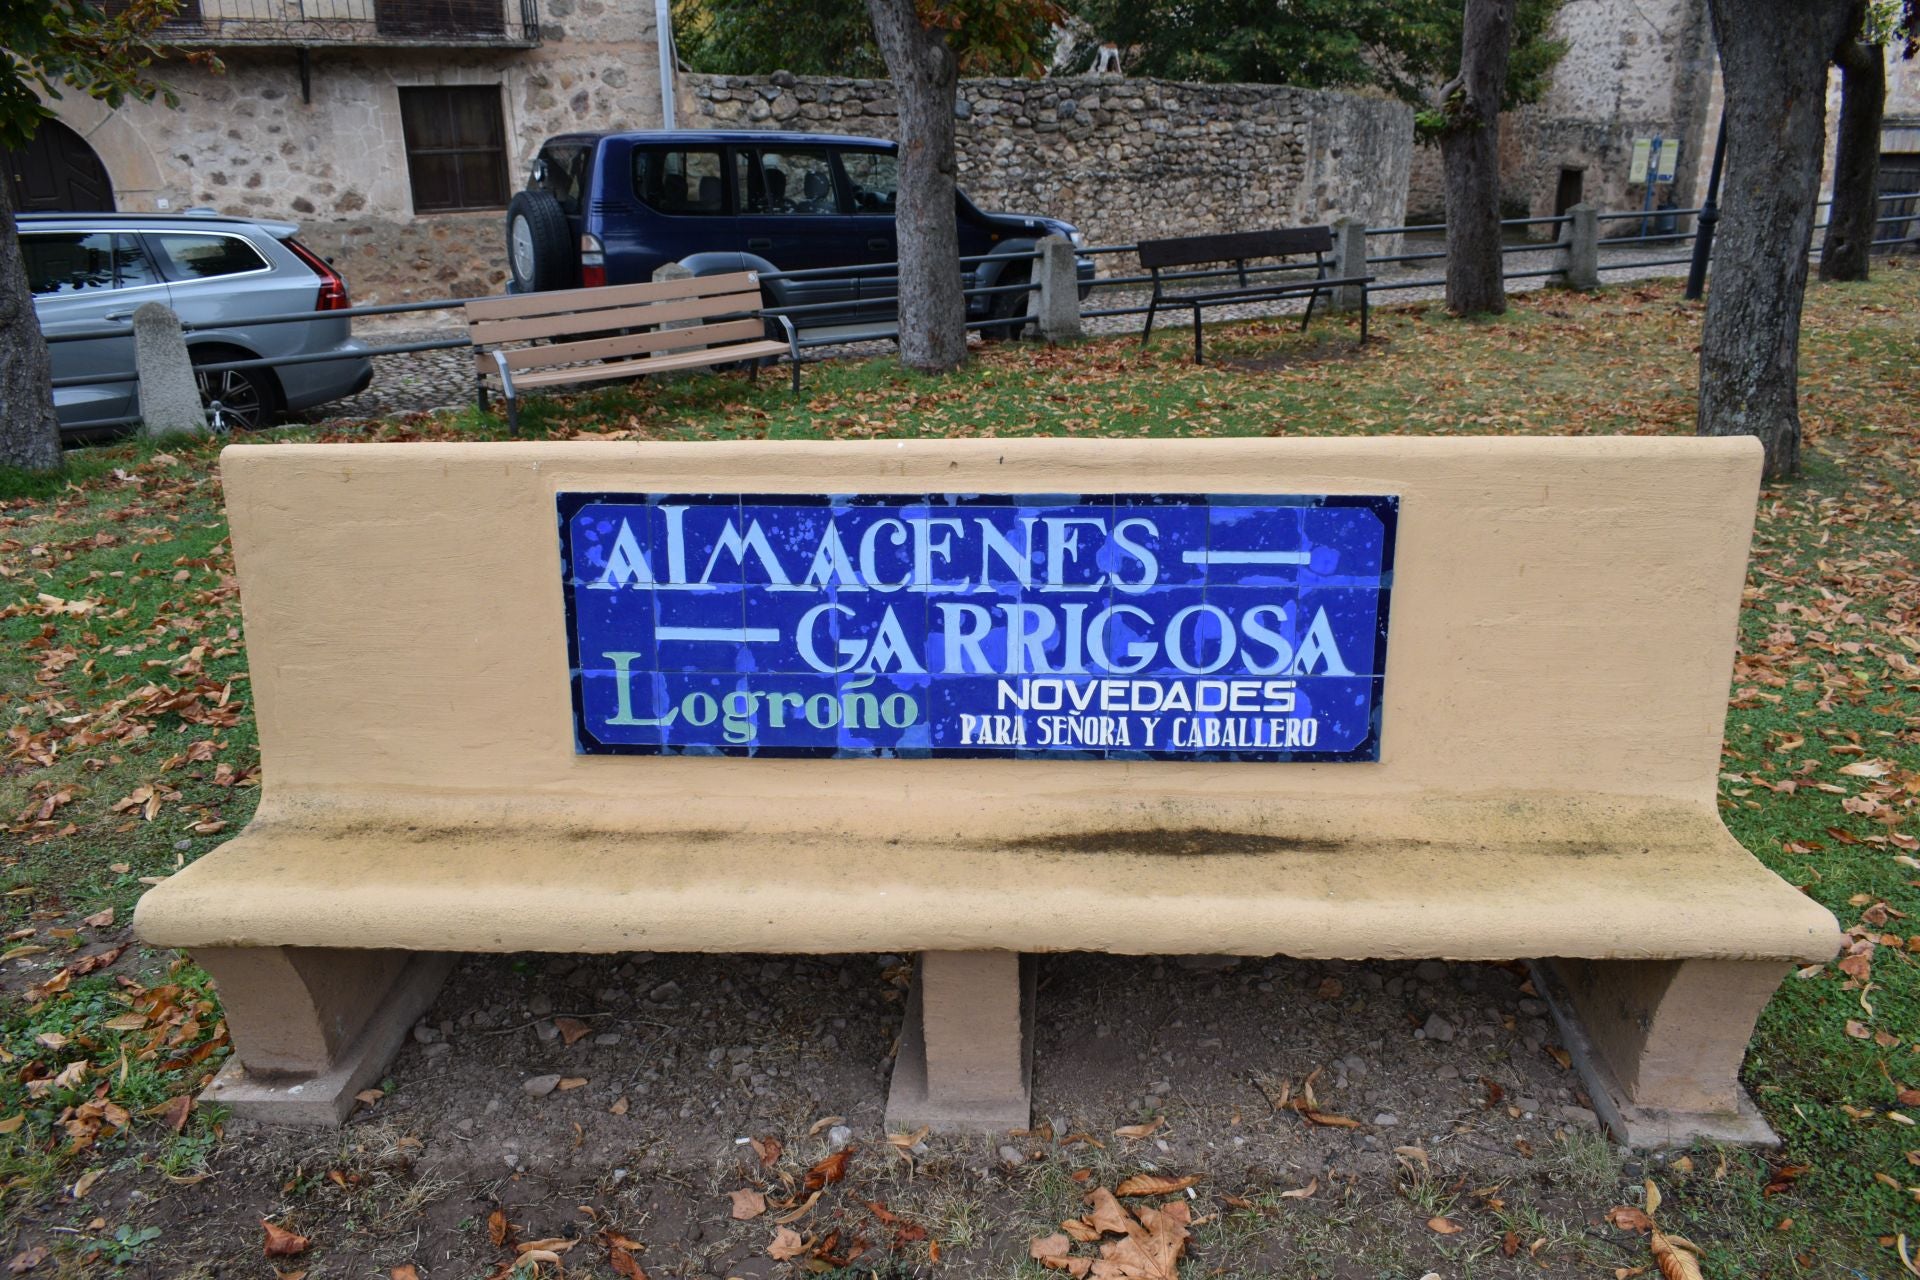 ALMACENES —
— GARRIGOSA
Logroño
NOVEDADES
PARA SEÑORA Y CABALLERO